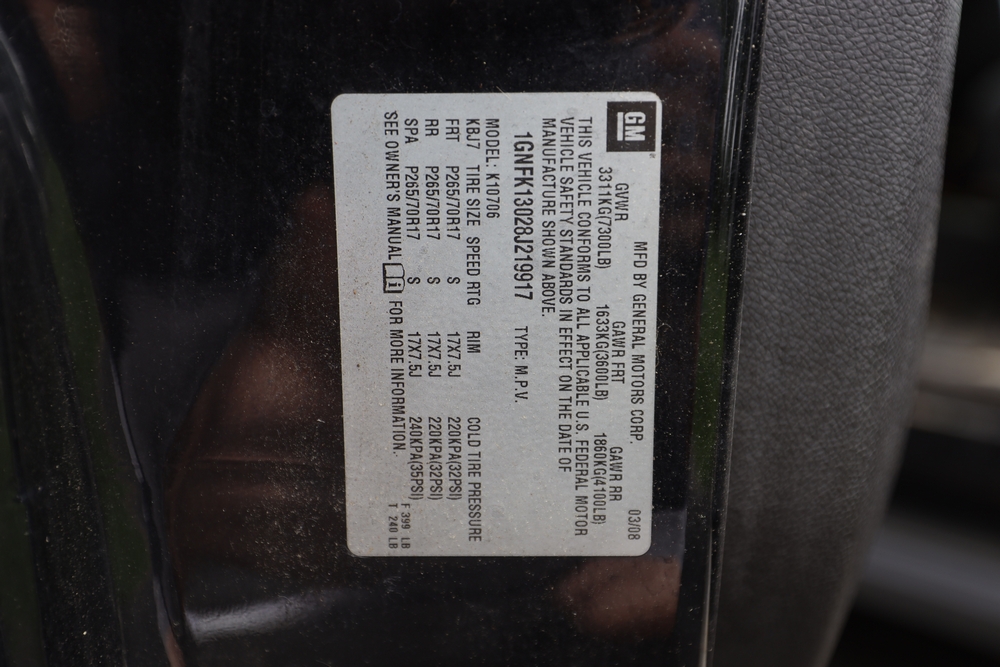 GM
MFD BY GENERAL MOTORS CORP. 03/08
GVWR GAWR FRT GAWR RR
3311KG(7300LB) 1633KG(3600LB) 1860KG(4100LB)
THIS VEHICLE CONFORMS TO ALL APPLICABLE U.S. FEDERAL MOTOR
VEHICLE SAFETY STANDARDS IN EFFECT ON THE DATE OF
MANUFACTURE SHOWN ABOVE.
1GNFK13028J219917 TYPE: M.P.V.
MODEL: K10706
KBJ7 TIRE SIZE SPEED RTG RIM COLD TIRE PRESSURE
FRT P265/70R17 S 17X7.5J 220KPA(32PSI)
RR P265/70R17 S 17X7.5J 220KPA(32PSI)
SPA P265/70R17 S 17X7.5J 240KPA(35PSI)
SEE OWNER'S MANUAL i FOR MORE INFORMATION.
F 399 LB
T 240 LB